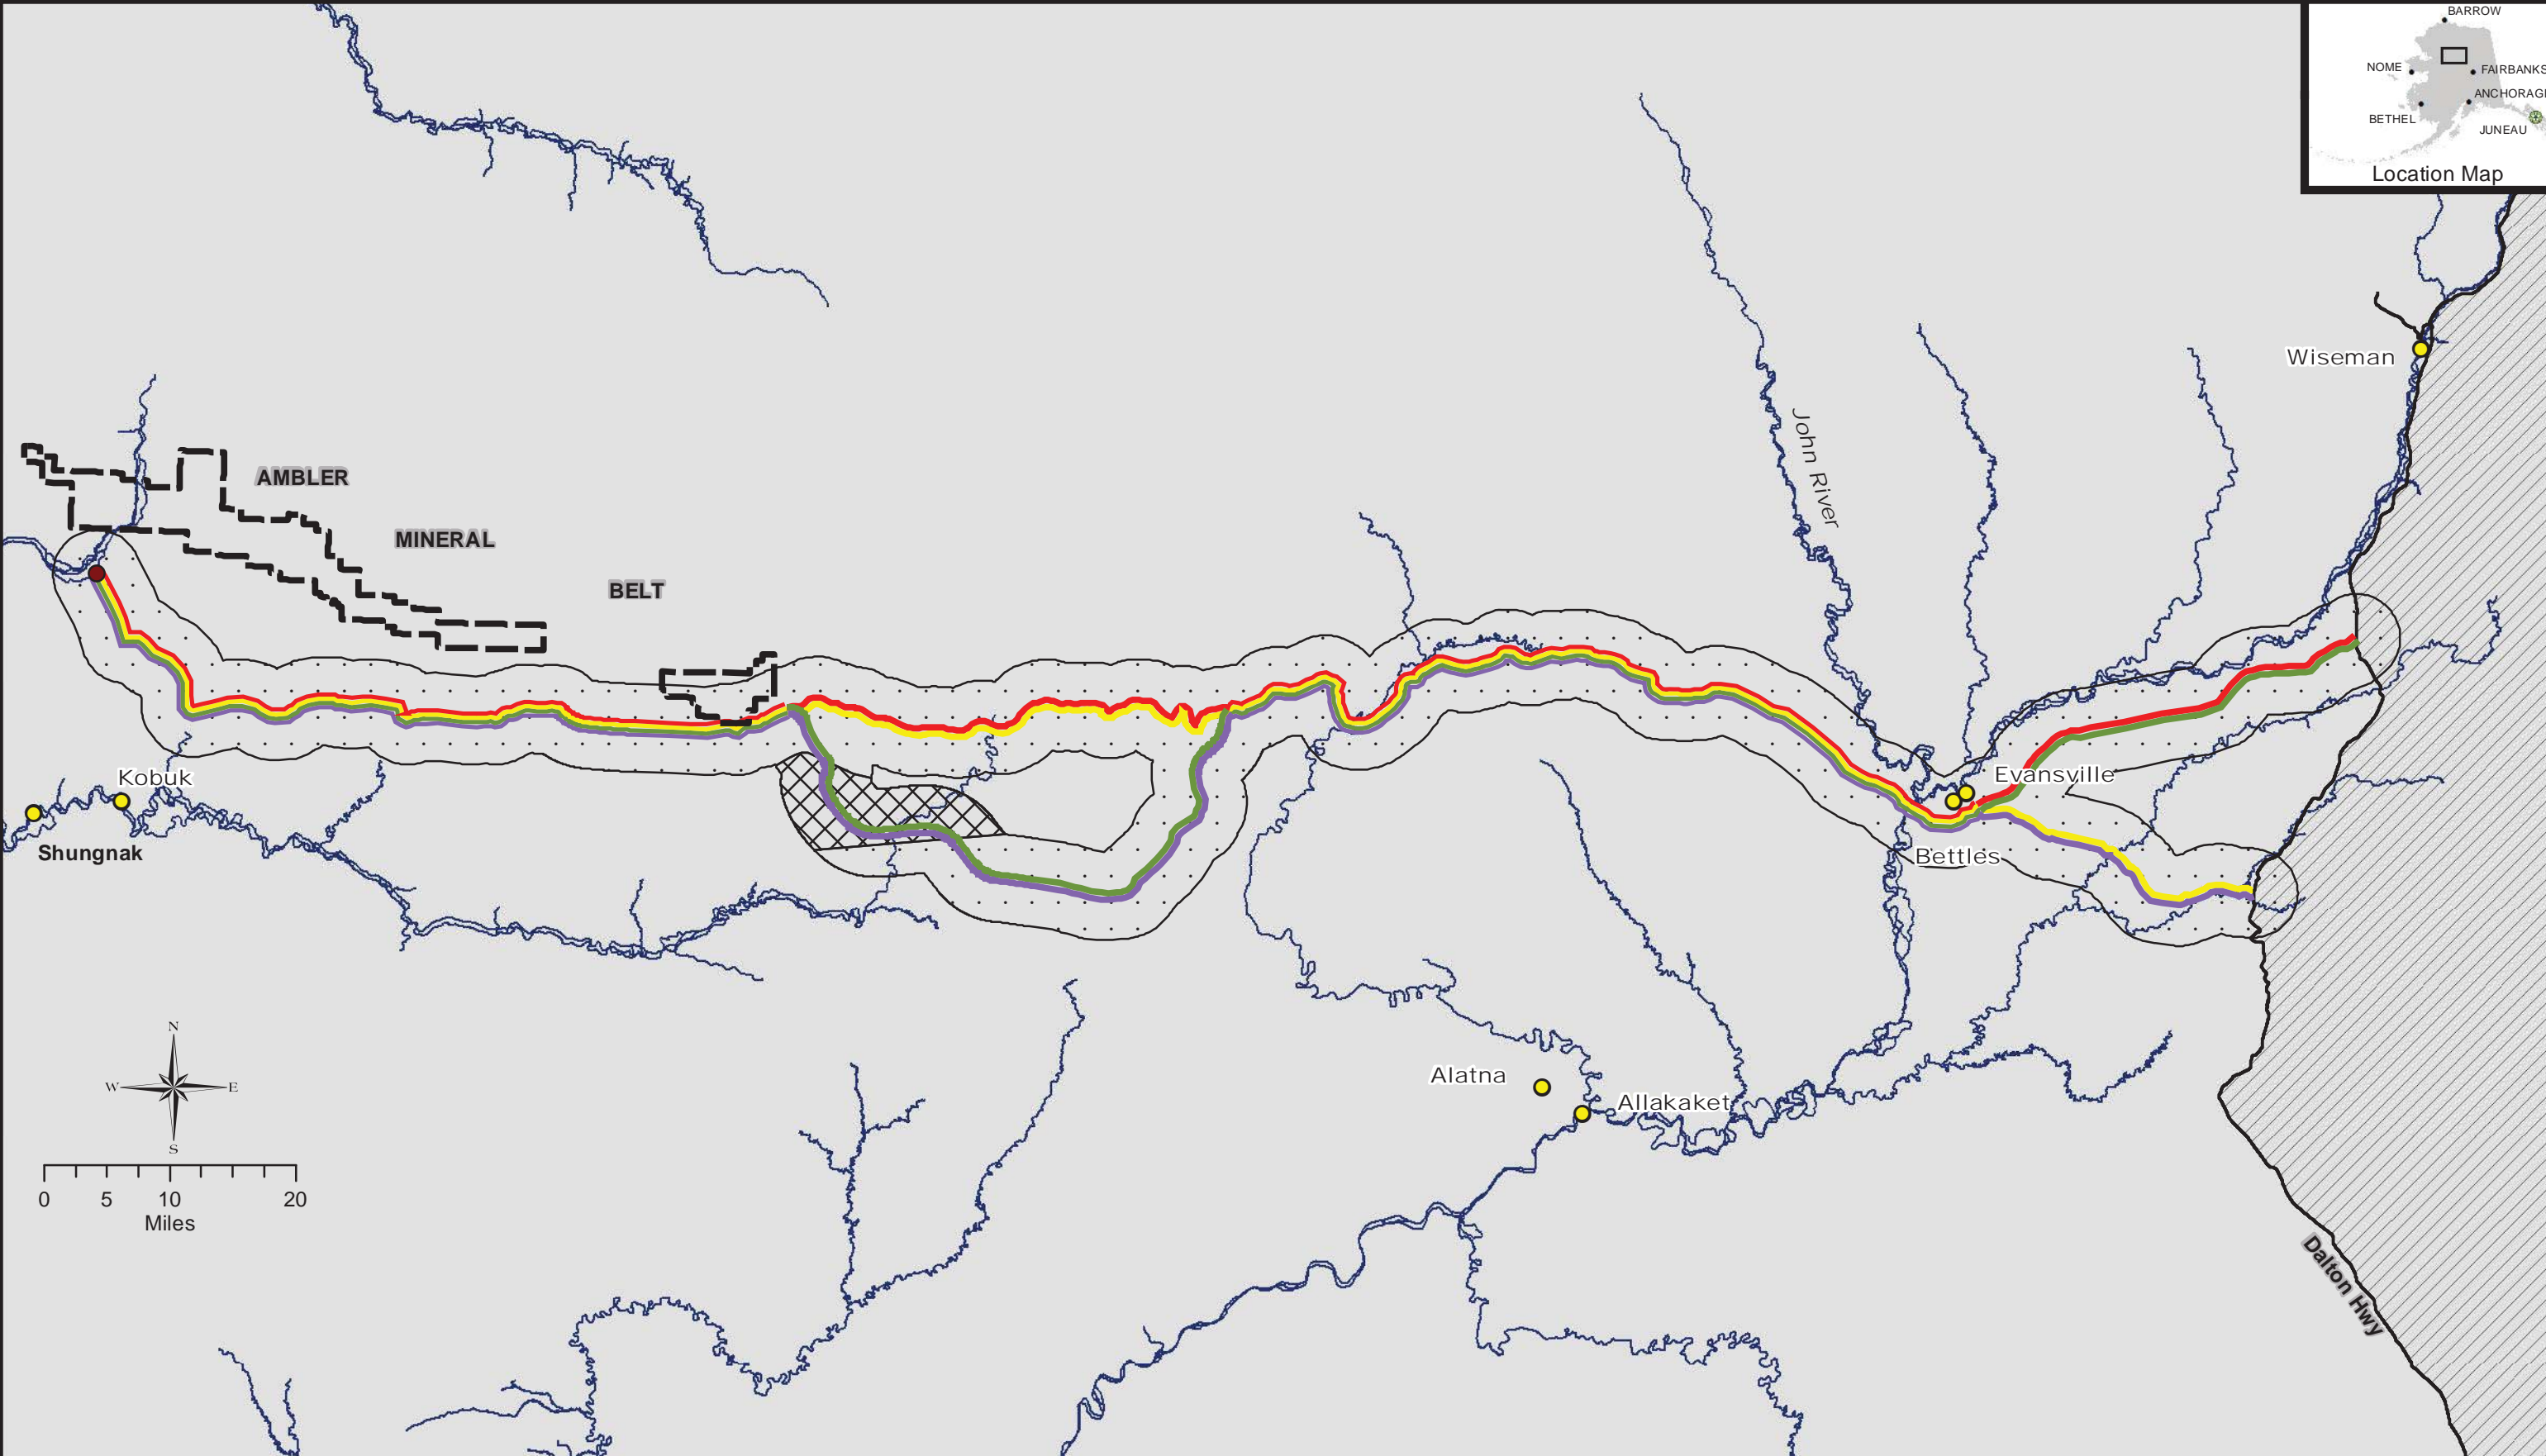 BARROW
NOME
FAIRBANKS
ANCHORAGE
BETHEL
JUNEAU
Location Map
Wiseman
John River
AMBLER
MINERAL
BELT
Kobuk
Evansville
Shungnak
Bettles
N
W
E
S
Alatna
Allakaket
0 5 10 20
Miles
Dalton Hwy